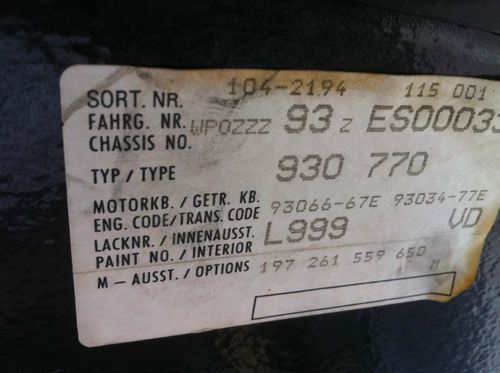 SORT. NR. 104-2194 115 001
FAHRG. NR. WP0ZZZ 93 Z ES00033
CHASSIS NO.
TYP / TYPE 930 770
MOTORKB. / GETR. KB. 93066-67E 93034-77E
ENG. CODE/TRANS. CODE
LACKNR. / INNENAUSST. L999 VD
PAINT NO. / INTERIOR
M – AUSST. / OPTIONS 197 261 559 650 M